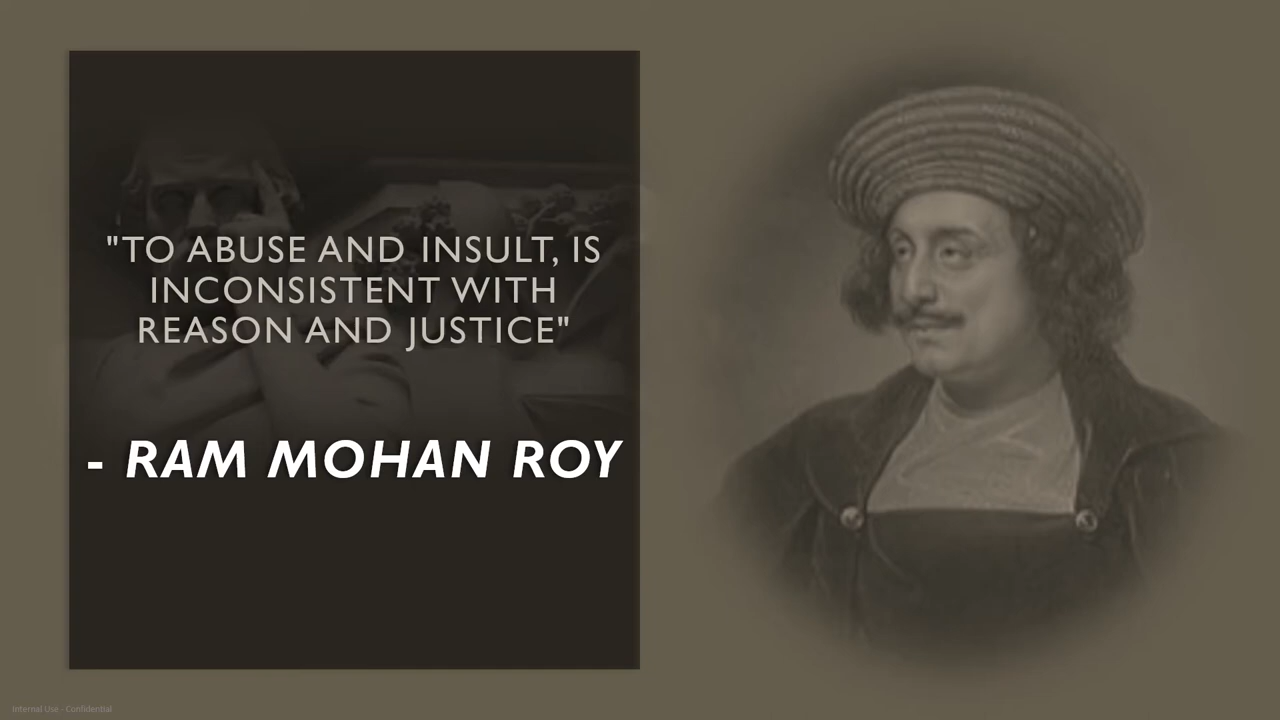 "TO ABUSE AND INSULT, IS
INCONSISTENT WITH
REASON AND JUSTICE"
- RAM MOHAN ROY
Internal Use - Confidential